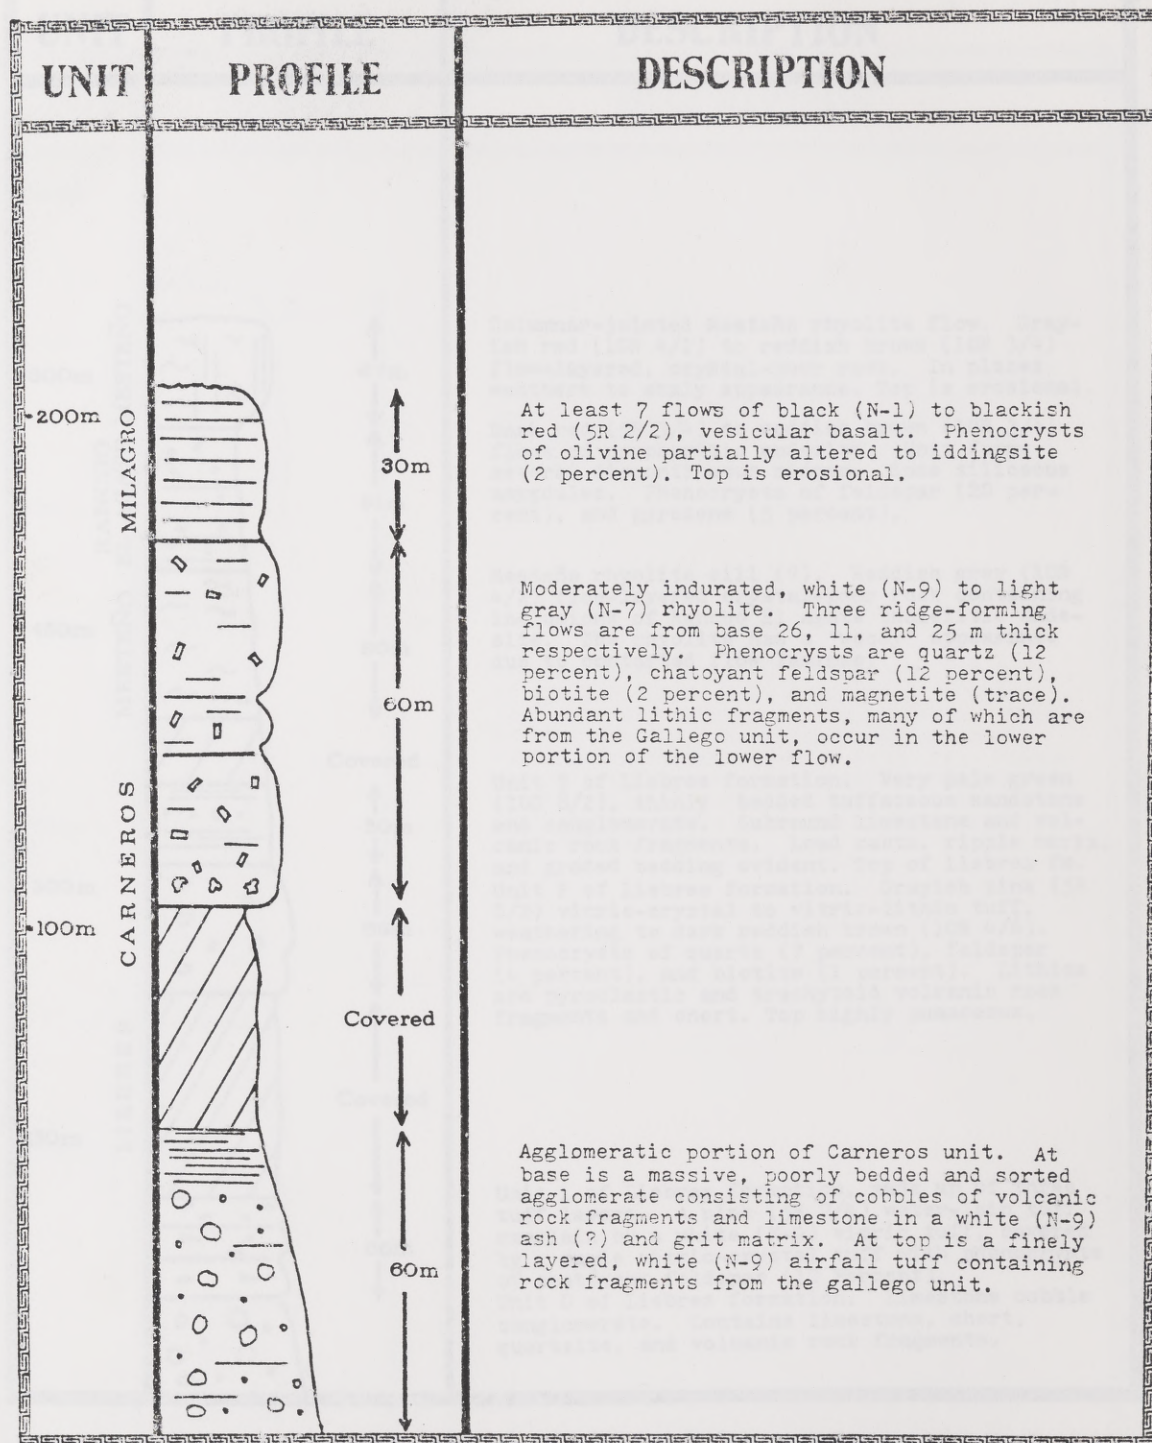 UNIT PROFILE DESCRIPTION
200m
MILAGRO
30m
At least 7 flows of black (N-1) to blackish
red (5R 2/2), vesicular basalt. Phenocrysts
of olivine partially altered to iddingsite
(2 percent). Top is erosional.
60m
Moderately indurated, white (N-9) to light
gray (N-7) rhyolite. Three ridge-forming
flows are from base 26, 11, and 25 m thick
respectively. Phenocrysts are quartz (12
percent), chatoyant feldspar (12 percent),
biotite (2 percent), and magnetite (trace).
Abundant lithic fragments, many of which are
from the Gallego unit, occur in the lower
portion of the lower flow.
CARNEROS
100m
Covered
60m
Agglomeratic portion of Carneros unit. At
base is a massive, poorly bedded and sorted
agglomerate consisting of cobbles of volcanic
rock fragments and limestone in a white (N-9)
ash (?) and grit matrix. At top is a finely
layered, white (N-9) airfall tuff containing
rock fragments from the gallego unit.